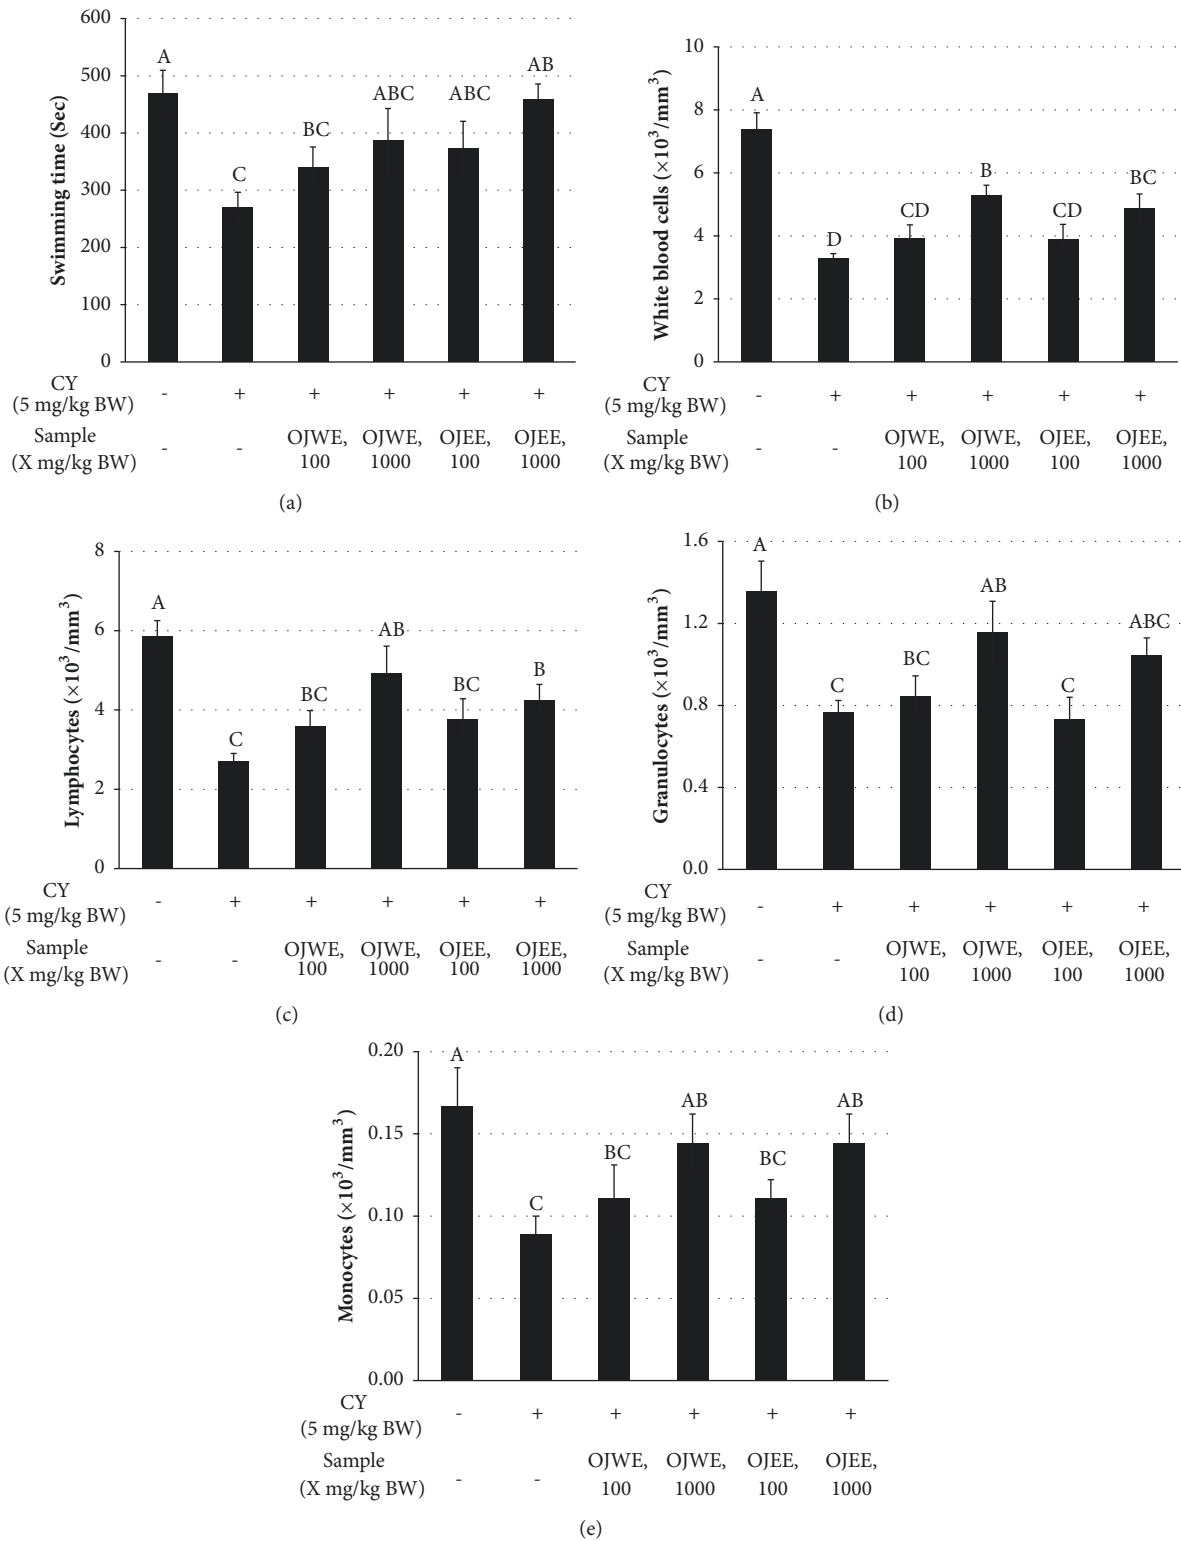 600
500
400
300
200
100
0
Swimming time (Sec)
A
C
BC
ABC
ABC
AB
CY
(5 mg/kg BW)
- + + + + +
Sample
(X mg/kg BW)
- - OJWE, OJWE, OJEE, OJEE,
100 1000 100 1000
(a)
10
8
6
4
2
0
White blood cells (×10³/mm³)
A
D
CD
B
CD
BC
CY
(5 mg/kg BW)
- + + + + +
Sample
(X mg/kg BW)
- - OJWE, OJWE, OJEE, OJEE,
100 1000 100 1000
(b)
8
6
4
2
0
Lymphocytes (×10³/mm³)
A
C
BC
AB
BC
B
CY
(5 mg/kg BW)
- + + + + +
Sample
(X mg/kg BW)
- - OJWE, OJWE, OJEE, OJEE,
100 1000 100 1000
(c)
1.6
1.2
0.8
0.4
0.0
Granulocytes (×10³/mm³)
A
C
BC
AB
C
ABC
CY
(5 mg/kg BW)
- + + + + +
Sample
(X mg/kg BW)
- - OJWE, OJWE, OJEE, OJEE,
100 1000 100 1000
(d)
0.20
0.15
0.10
0.05
0.00
Monocytes (×10³/mm³)
A
C
BC
AB
BC
AB
CY
(5 mg/kg BW)
- + + + + +
Sample
(X mg/kg BW)
- - OJWE, OJWE, OJEE, OJEE,
100 1000 100 1000
(e)